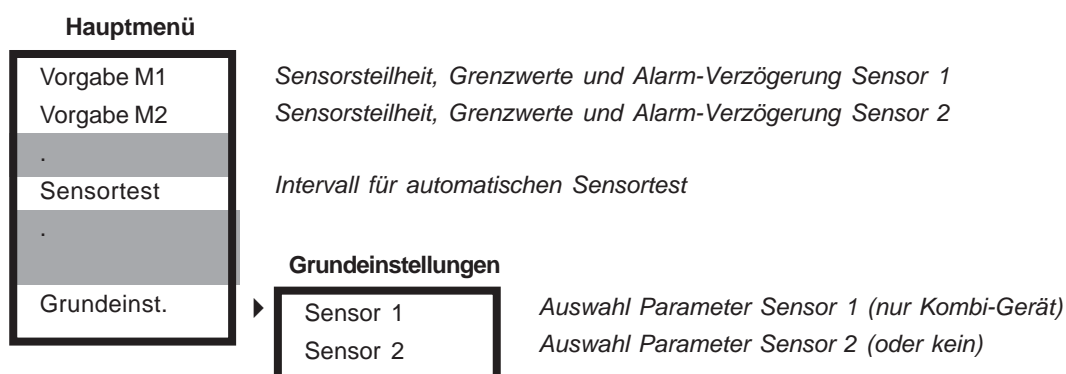 Hauptmenü
Vorgabe M1 Sensorsteilheit, Grenzwerte und Alarm-Verzögerung Sensor 1
Vorgabe M2 Sensorsteilheit, Grenzwerte und Alarm-Verzögerung Sensor 2
.
Sensortest Intervall für automatischen Sensortest
.
Grundeinstellungen
Grundeinst. Sensor 1 Auswahl Parameter Sensor 1 (nur Kombi-Gerät)
Sensor 2 Auswahl Parameter Sensor 2 (oder kein)